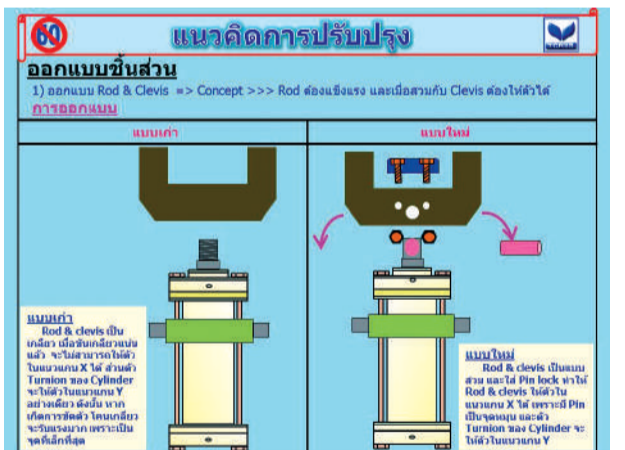 แนวคิดการปรับปรุง
ออกแบบชิ้นส่วน
1) ออกแบบ Rod & Clevis => Concept >>> Rod ต้องแข็งแรง และเมื่อสวมกับ Clevis ต้องให้ตัวได้
การออกแบบ
แบบเก่า
แบบใหม่
แบบเก่า
Rod & clevis เป็น
เกลียว เมื่อขันเกลียวแน่น
แล้ว จะไม่สามารถให้ตัว
ในแนวแกน X ได้ ส่วนตัว
Turnion ของ Cylinder
จะให้ตัวในแนวแกน Y
อย่างเดียว ดังนั้น หาก
เกิดการขัดตัว โคนเกลียว
จะรับแรงมาก เพราะเป็น
จุดที่เล็กที่สุด
แบบใหม่
Rod & clevis เป็นแบบ
สวม และใส่ Pin lock ทำให้
Rod & clevis ให้ตัวใน
แนวแกน X ได้ เพราะมี Pin
เป็นจุดหมุน และตัว
Turnion ของ Cylinder จะ
ให้ตัวในแนวแกน Y